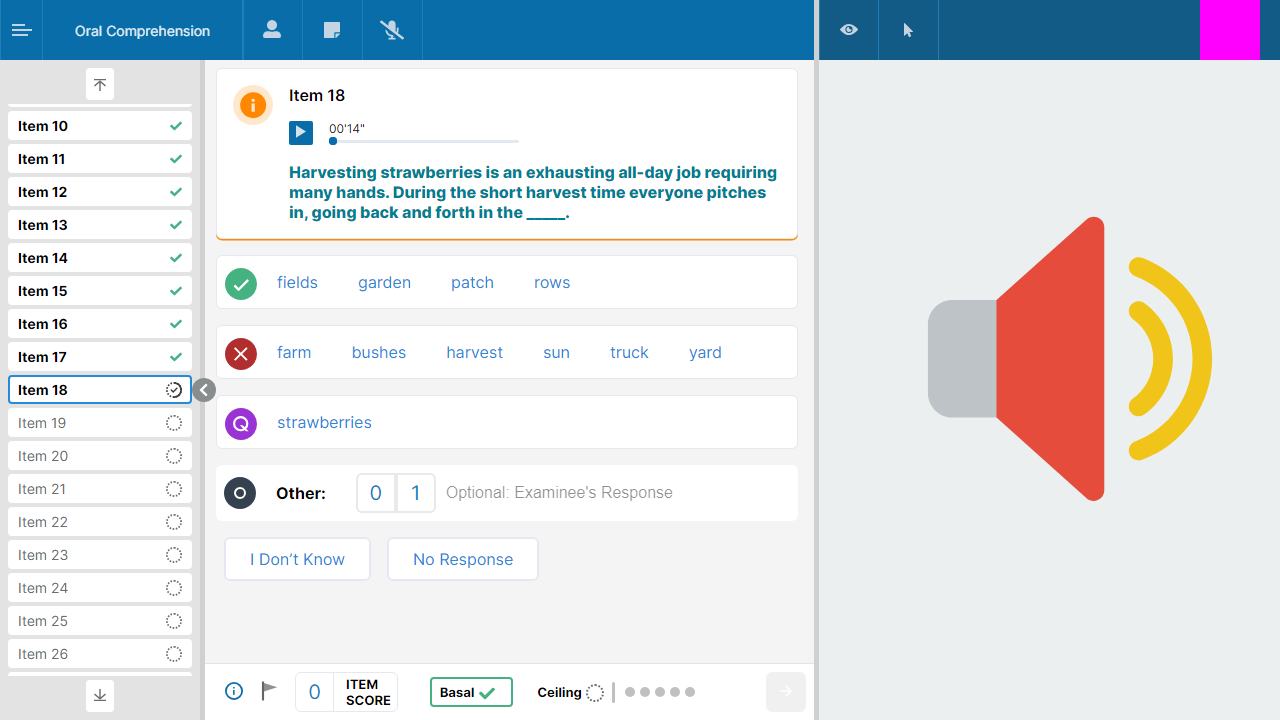 Oral Comprehension
Item 10
Item 11
Item 12
Item 13
Item 14
Item 15
Item 16
Item 17
Item 18
Item 19
Item 20
Item 21
Item 22
Item 23
Item 24
Item 25
Item 26
Item 18
00'14"
Harvesting strawberries is an exhausting all-day job requiring
many hands. During the short harvest time everyone pitches
in, going back and forth in the _____.
fields garden patch rows
farm bushes harvest sun truck yard
Q strawberries
O Other: 0 1 Optional: Examinee's Response
I Don’t Know No Response
0 ITEM
SCORE
Basal Ceiling